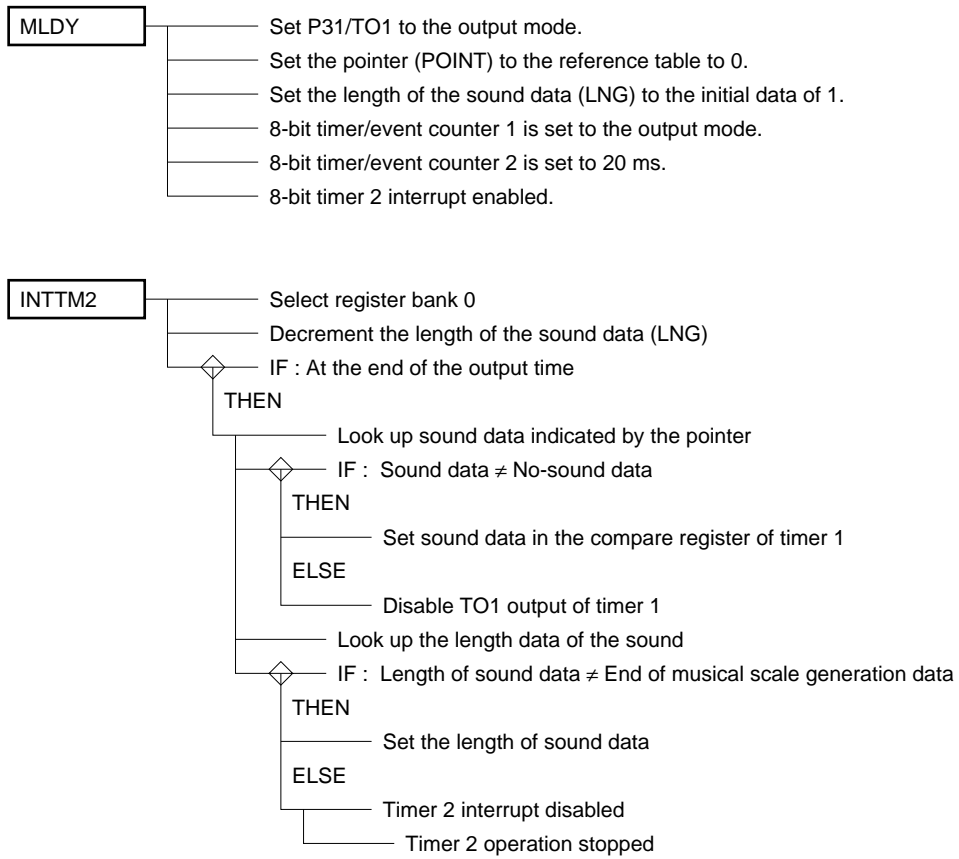 MLDY
Set P31/TO1 to the output mode.
Set the pointer (POINT) to the reference table to 0.
Set the length of the sound data (LNG) to the initial data of 1.
8-bit timer/event counter 1 is set to the output mode.
8-bit timer/event counter 2 is set to 20 ms.
8-bit timer 2 interrupt enabled.
INTTM2
Select register bank 0
Decrement the length of the sound data (LNG)
IF : At the end of the output time
THEN
Look up sound data indicated by the pointer
IF : Sound data ≠ No-sound data
THEN
Set sound data in the compare register of timer 1
ELSE
Disable TO1 output of timer 1
Look up the length data of the sound
IF : Length of sound data ≠ End of musical scale generation data
THEN
Set the length of sound data
ELSE
Timer 2 interrupt disabled
Timer 2 operation stopped